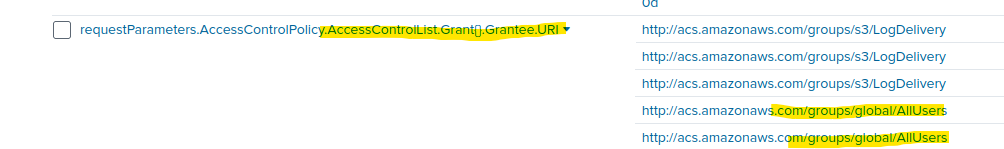 requestParameters.AccessControlPolicy.AccessControlList.Grant{}.Grantee.URI
http://acs.amazonaws.com/groups/s3/LogDelivery
http://acs.amazonaws.com/groups/s3/LogDelivery
http://acs.amazonaws.com/groups/s3/LogDelivery
http://acs.amazonaws.com/groups/global/AllUsers
http://acs.amazonaws.com/groups/global/AllUsers